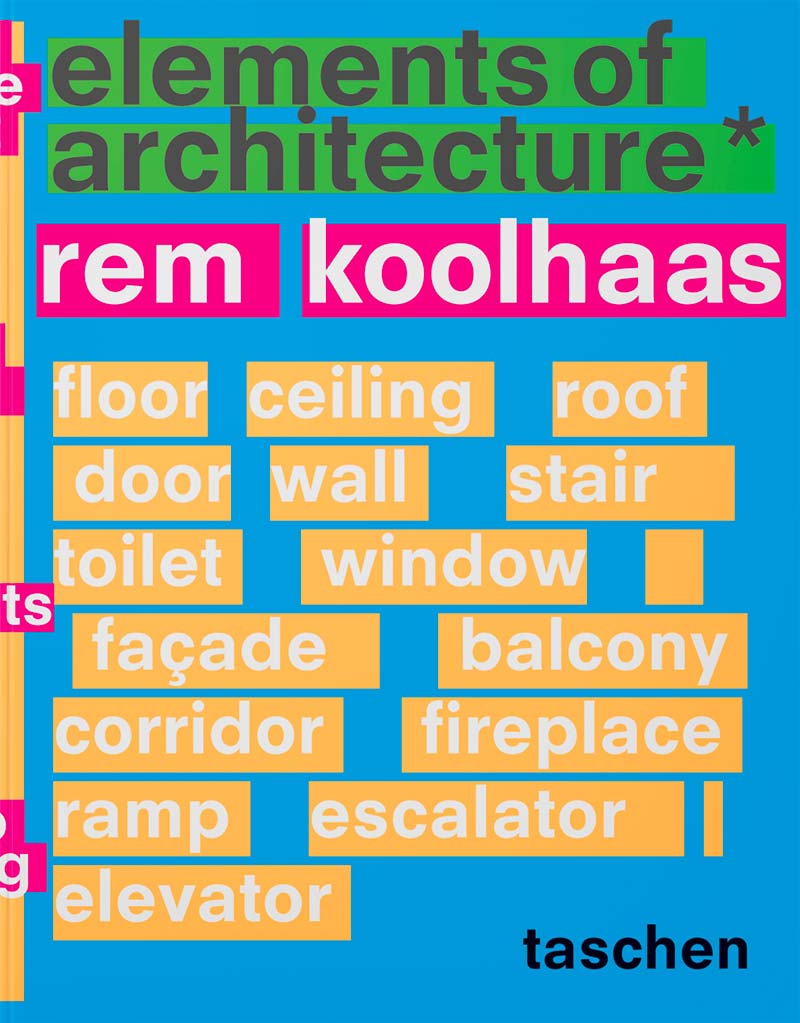 elements of
architecture*
rem koolhaas
floor ceiling roof
door wall stair
toilet window
façade balcony
corridor fireplace
ramp escalator
elevator
taschen